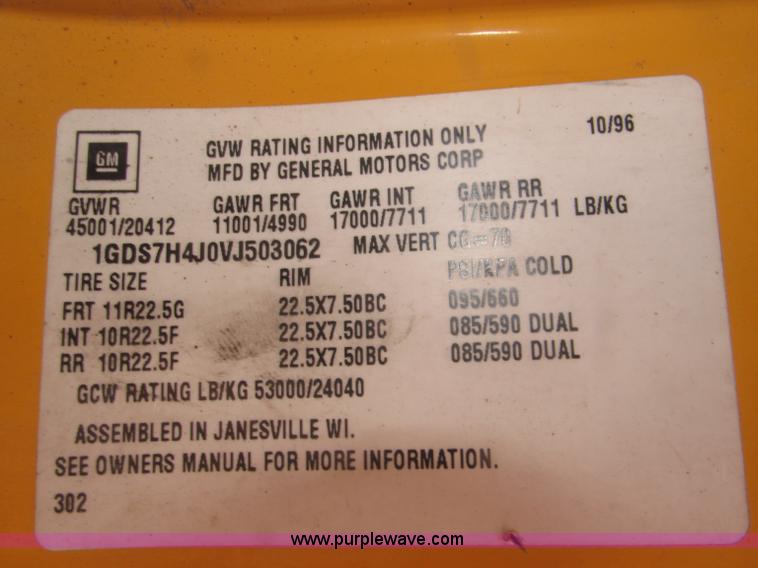 GM
GVW RATING INFORMATION ONLY 10/96
MFD BY GENERAL MOTORS CORP
GVWR GAWR FRT GAWR INT GAWR RR
45001/20412 11001/4990 17000/7711 17000/7711 LB/KG
1GDS7H4J0VJ503062 MAX VERT CG=70
TIRE SIZE RIM PSI/KPA COLD
FRT 11R22.5G 22.5X7.50BC 095/660
INT 10R22.5F 22.5X7.50BC 085/590 DUAL
RR 10R22.5F 22.5X7.50BC 085/590 DUAL
GCW RATING LB/KG 53000/24040
ASSEMBLED IN JANESVILLE WI.
SEE OWNERS MANUAL FOR MORE INFORMATION.
302
www.purplewave.com